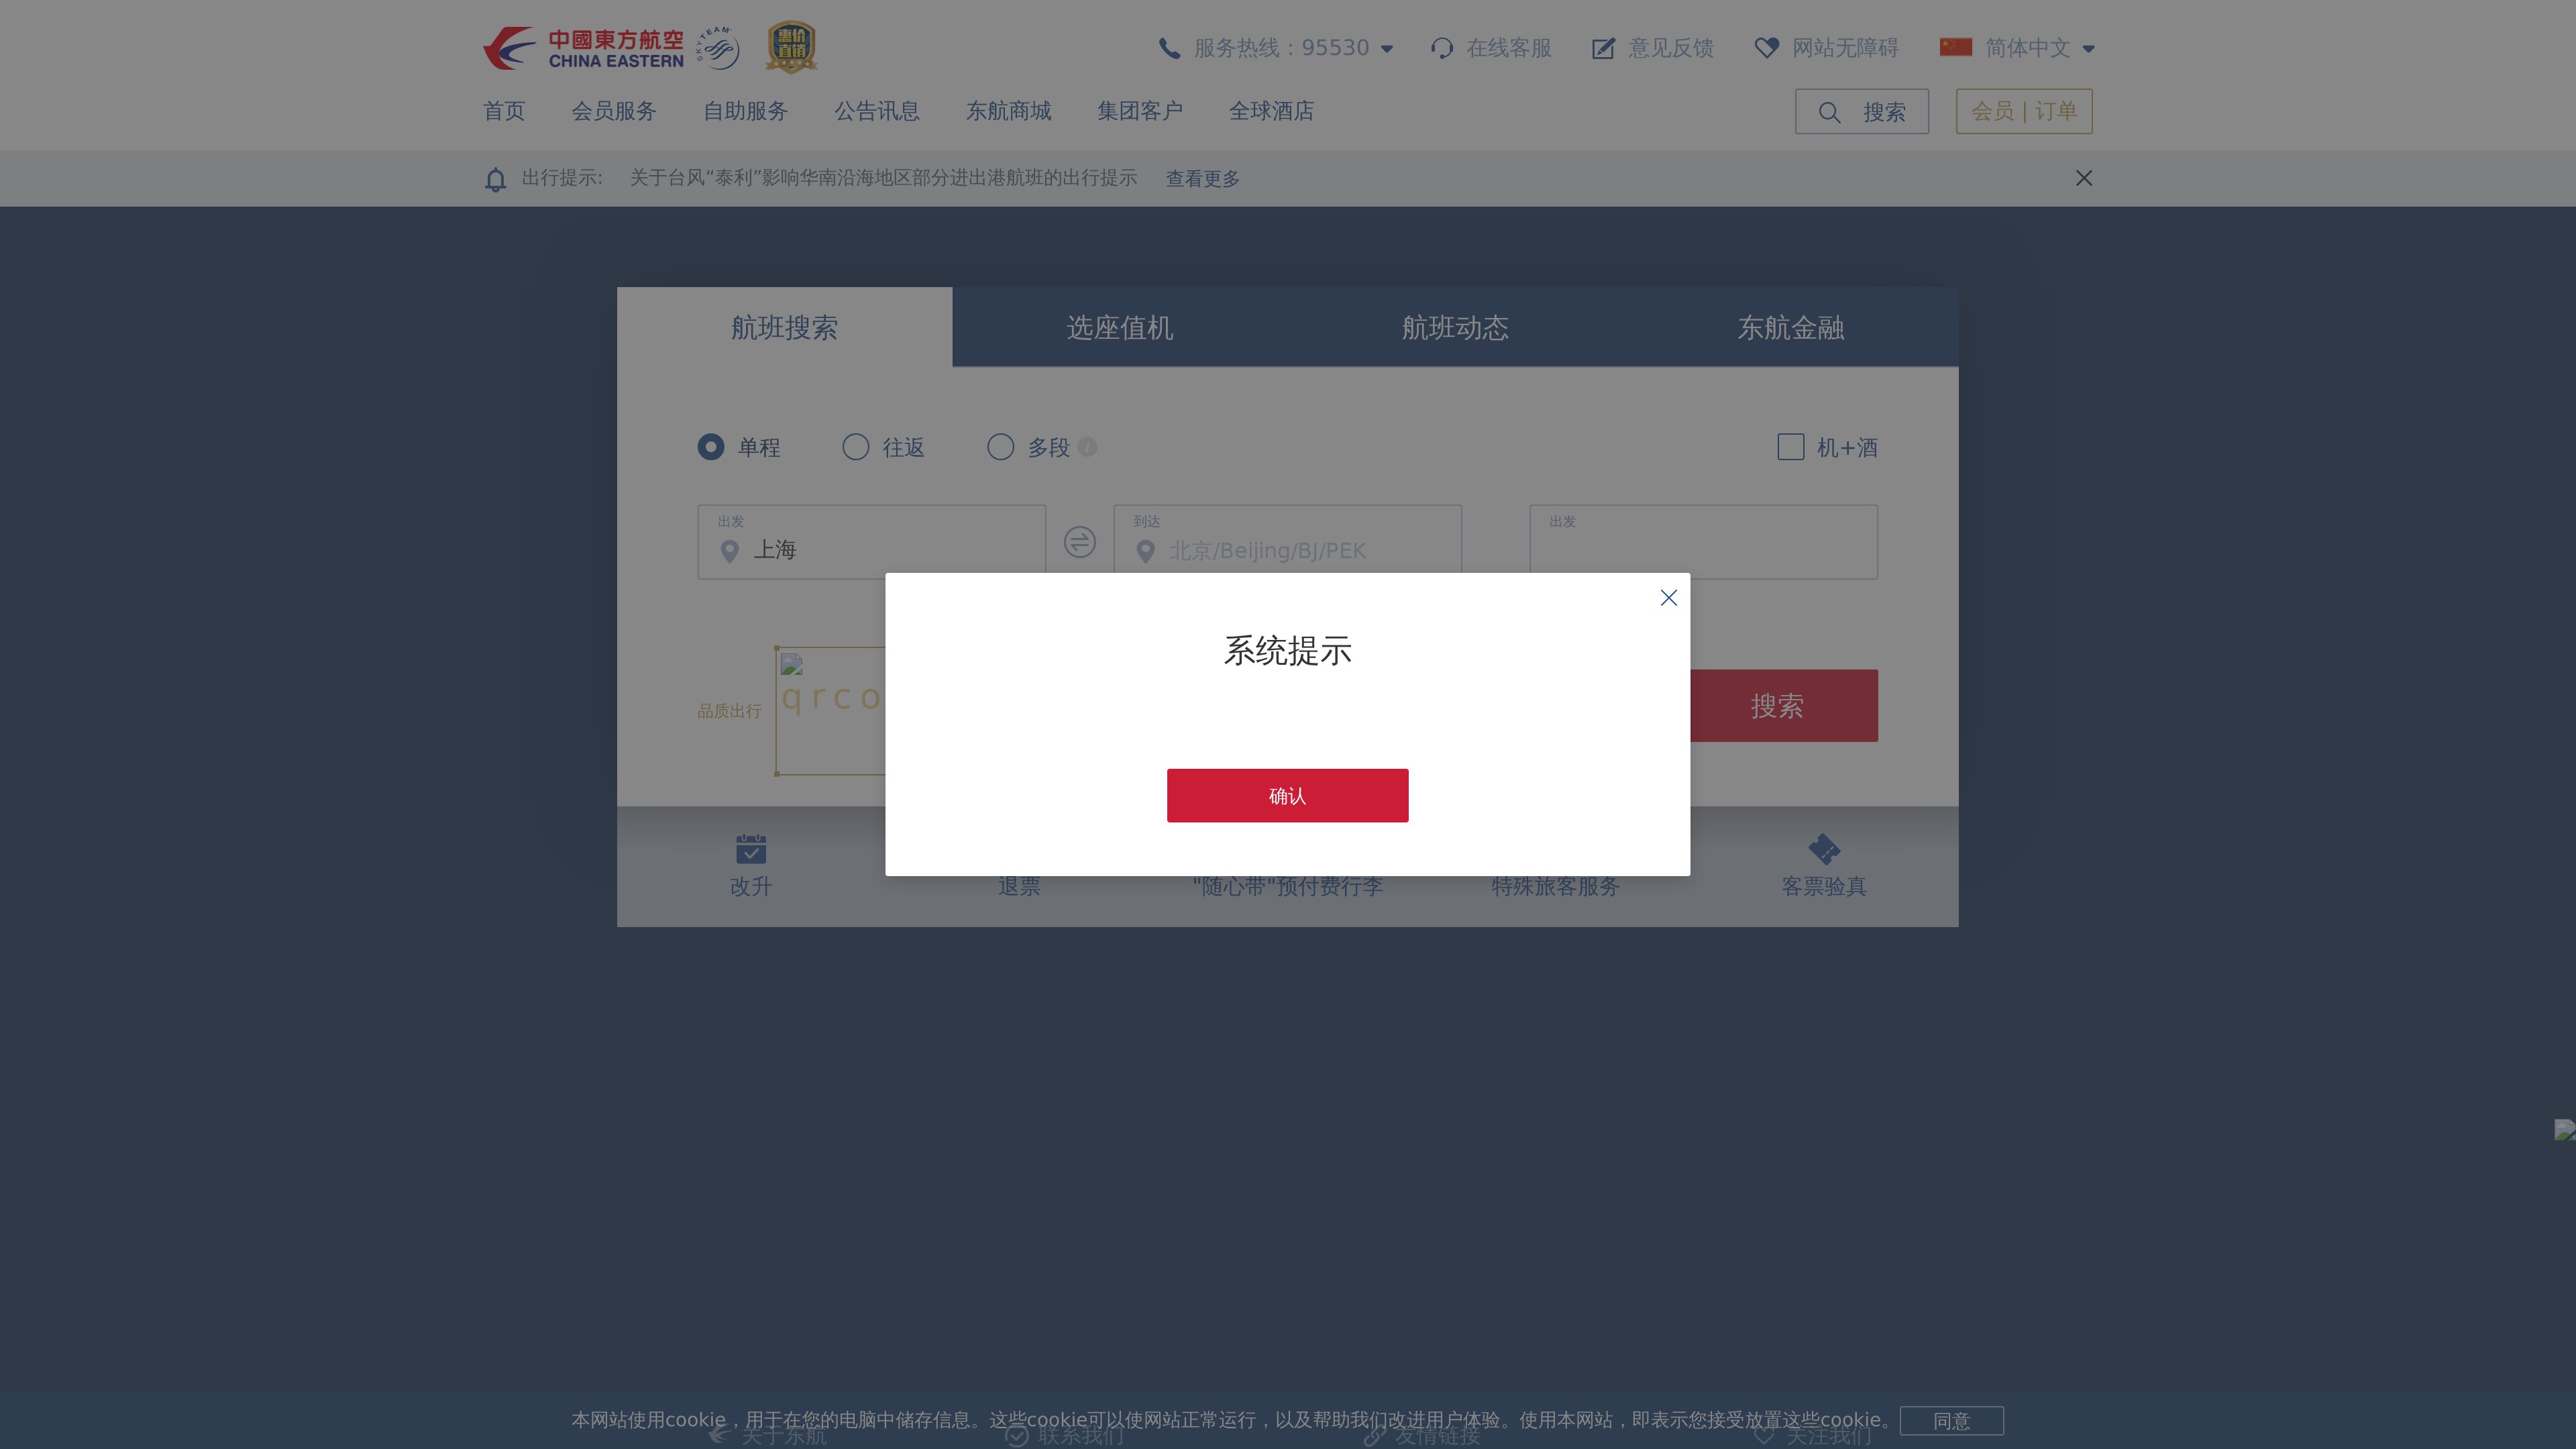 中國東方航空
CHINA EASTERN
SKYTEAM
惠价
直销
服务热线：95530
在线客服
意见反馈
网站无障碍
简体中文
首页
会员服务
自助服务
公告讯息
东航商城
集团客户
全球酒店
搜索
会员 | 订单
出行提示:
关于台风“泰利”影响华南沿海地区部分进出港航班的出行提示
查看更多
航班搜索
选座值机
航班动态
东航金融
单程
往返
多段
机+酒
出发
上海
到达
北京/Beijing/BJ/PEK
出发
系统提示
品质出行
qrco
搜索
确认
改升
退票
"随心带"预付费行李
特殊旅客服务
客票验真
本网站使用cookie，用于在您的电脑中储存信息。这些cookie可以使网站正常运行，以及帮助我们改进用户体验。使用本网站，即表示您接受放置这些cookie。
同意
关于东航
联系我们
友情链接
关注我们